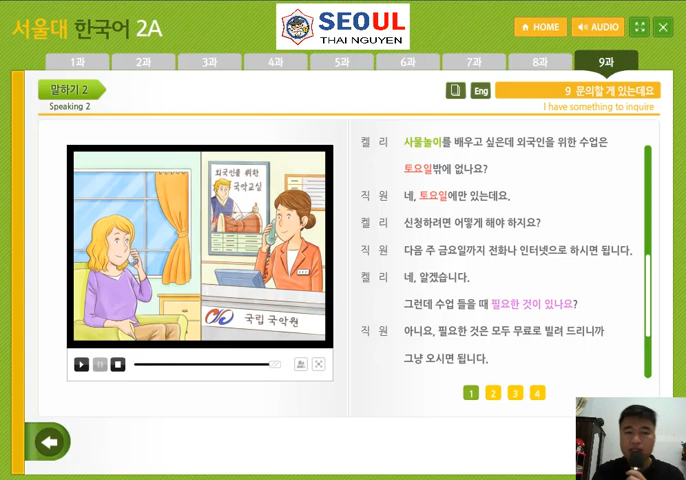 서울대 한국어 2A
SEOUL
THAI NGUYEN
HOME
AUDIO
1과
2과
3과
4과
5과
6과
7과
8과
9과
말하기 2
Speaking 2
Eng
9 문의할 게 있는데요
I have something to inquire
켈 리 사물놀이를 배우고 싶은데 외국인을 위한 수업은
토요일밖에 없나요?
직 원 네, 토요일에만 있는데요.
켈 리 신청하려면 어떻게 해야 하지요?
직 원 다음 주 금요일까지 전화나 인터넷으로 하시면 됩니다.
켈 리 네, 알겠습니다.
그런데 수업 들을 때 필요한 것이 있나요?
직 원 아니요, 필요한 것은 모두 무료로 빌려 드리니까
그냥 오시면 됩니다.
외국인을 위한
국악교실
국립 국악원
1
2
3
4